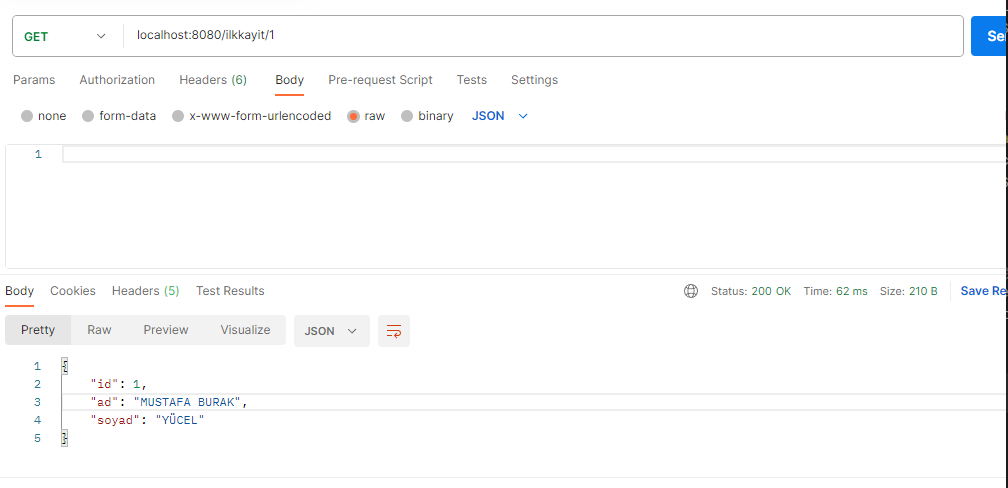 GET localhost:8080/ilkkayit/1 Se
Params Authorization Headers (6) Body Pre-request Script Tests Settings
none form-data x-www-form-urlencoded raw binary JSON
1
Body Cookies Headers (5) Test Results Status: 200 OK Time: 62 ms Size: 210 B Save Re
Pretty Raw Preview Visualize JSON
1 {
2 "id": 1,
3 "ad": "MUSTAFA BURAK",
4 "soyad": "YÜCEL"
5 }